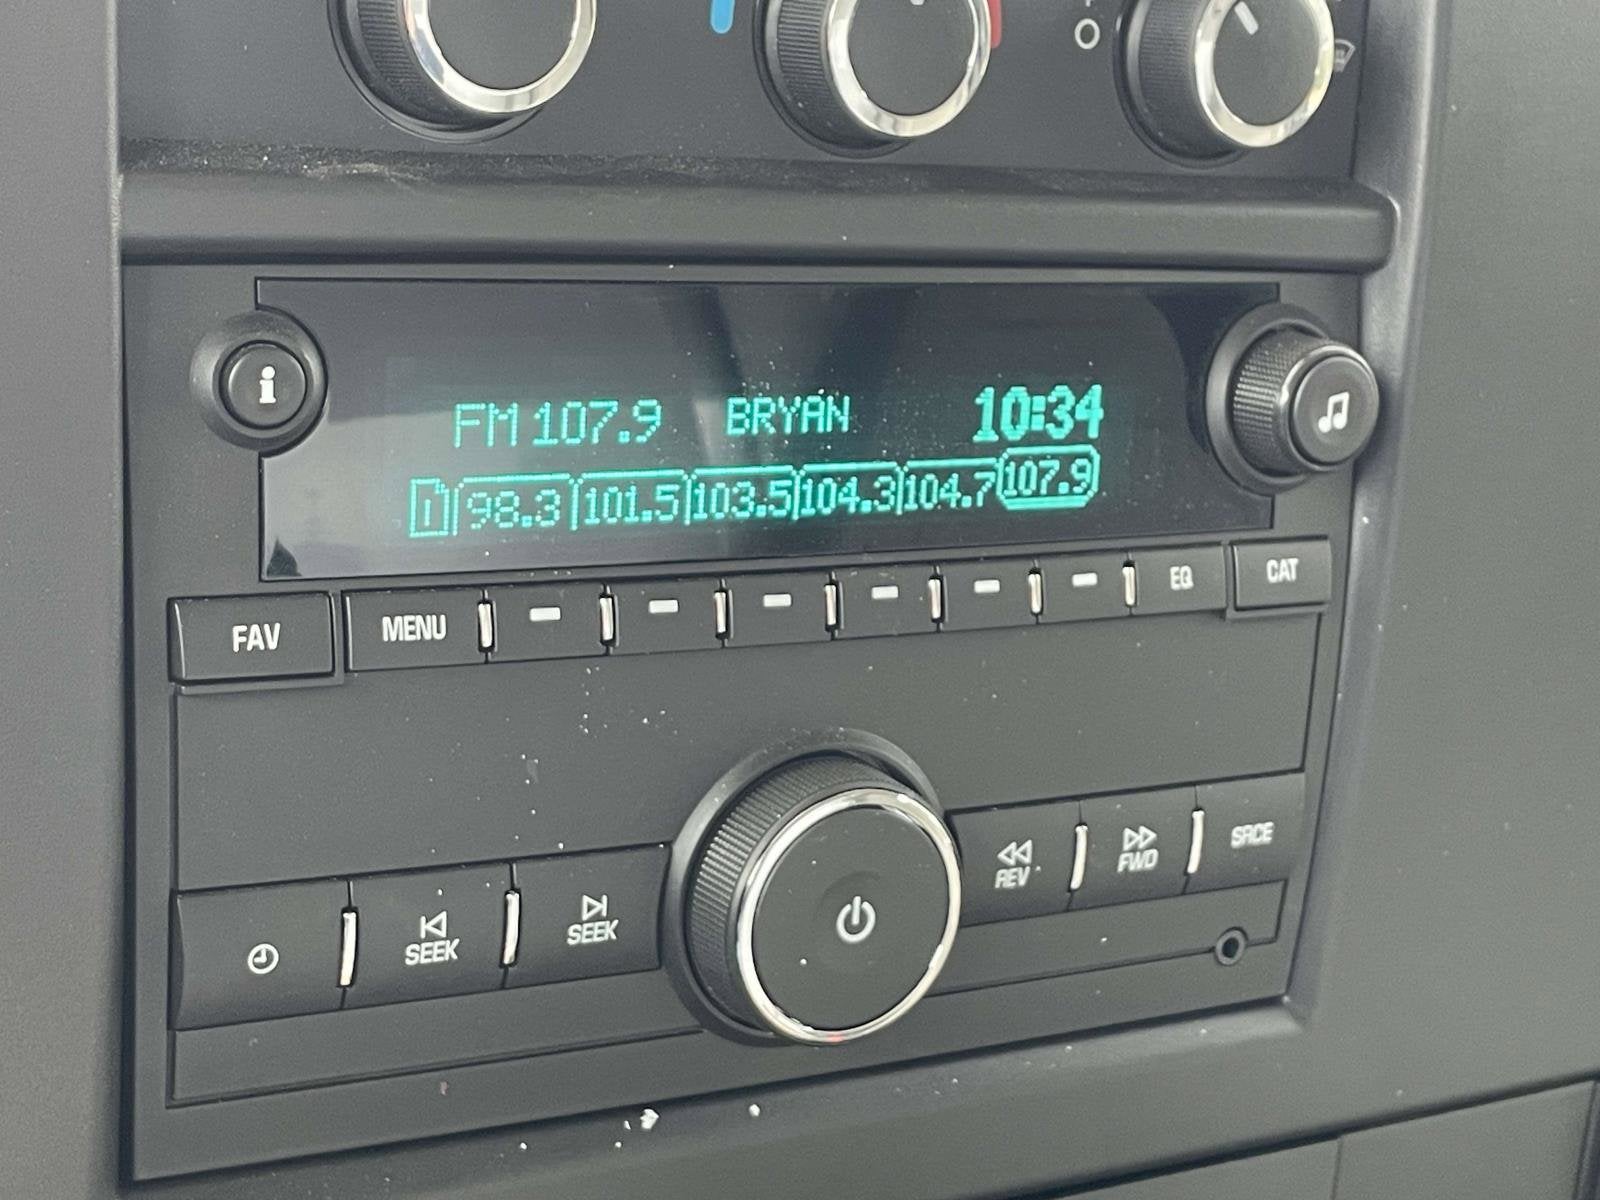 i
FM 107.9 BRYAN 10:34
1 98.3 101.5 103.5 104.3 104.7 107.9
FAV MENU EQ CAT
REV FWD SRCE
SEEK SEEK